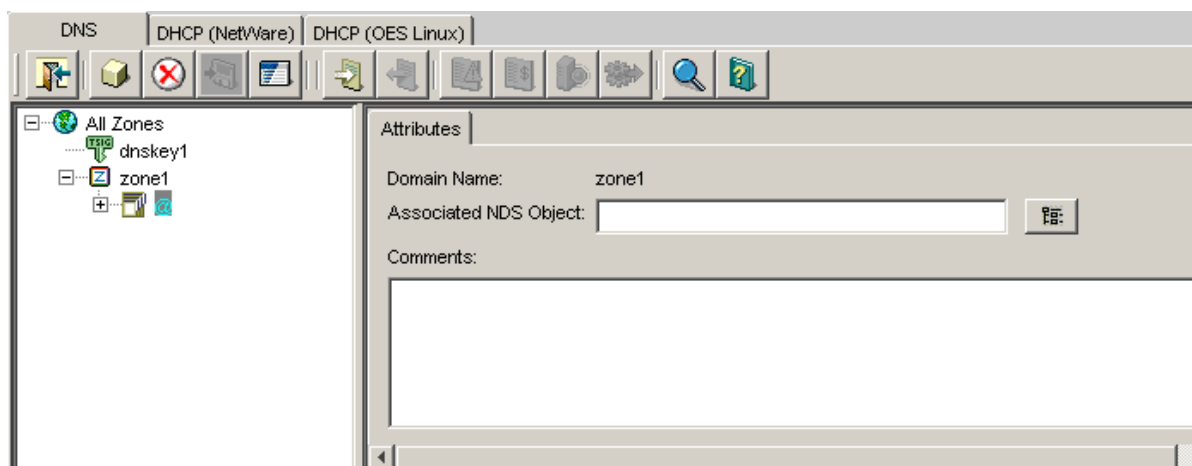 DNS
DHCP (NetWare)
DHCP (OES Linux)
All Zones
TSIG
dnskey1
Z zone1
@
Attributes
Domain Name: zone1
Associated NDS Object:
Comments: